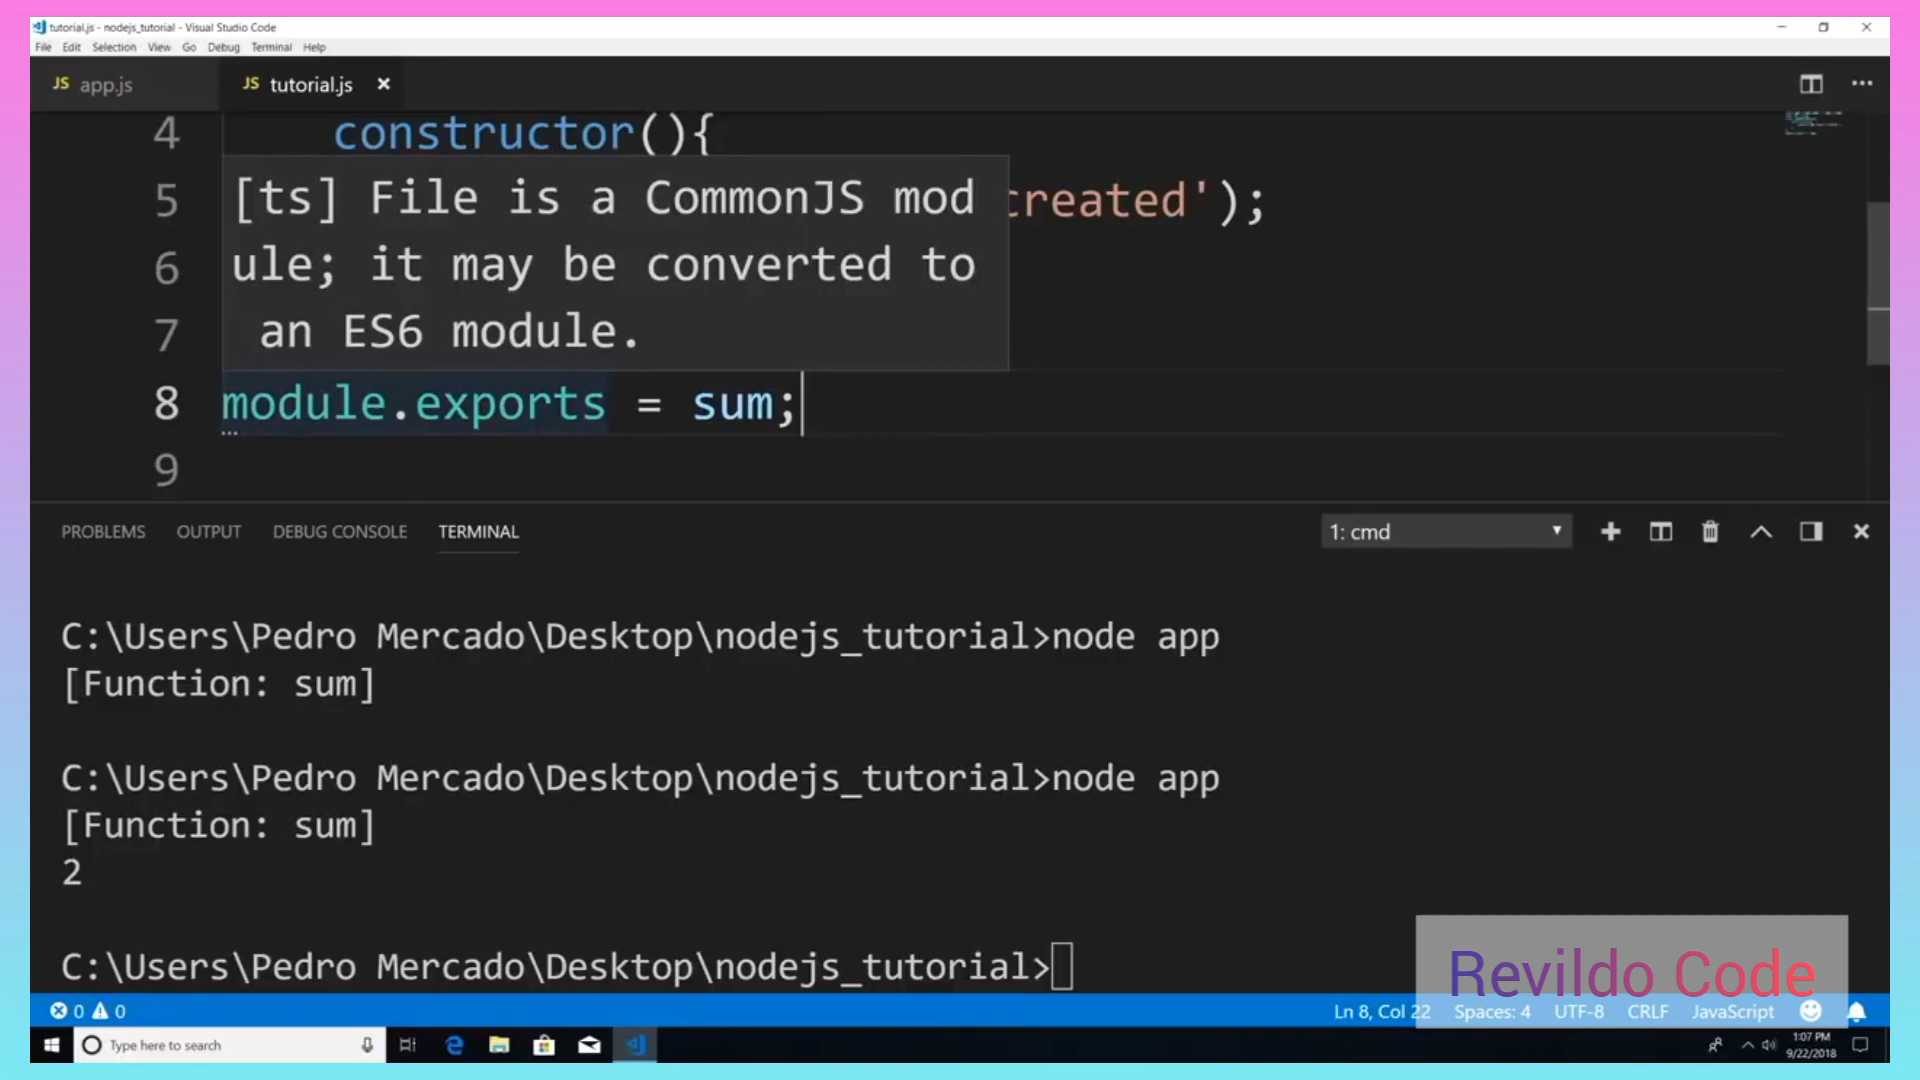 tutorial.js - nodejs_tutorial - Visual Studio Code
File Edit Selection View Go Debug Terminal Help
JS app.js JS tutorial.js ×
4 constructor(){
5 created');
6
7
[ts] File is a CommonJS mod
ule; it may be converted to
an ES6 module.
8 module.exports = sum;
9
PROBLEMS OUTPUT DEBUG CONSOLE TERMINAL 1: cmd
C:\Users\Pedro Mercado\Desktop\nodejs_tutorial>node app
[Function: sum]
C:\Users\Pedro Mercado\Desktop\nodejs_tutorial>node app
[Function: sum]
2
C:\Users\Pedro Mercado\Desktop\nodejs_tutorial>
Revildo Code
0 0 Ln 8, Col 22 Spaces: 4 UTF-8 CRLF JavaScript
Type here to search
1:07 PM
9/22/2018